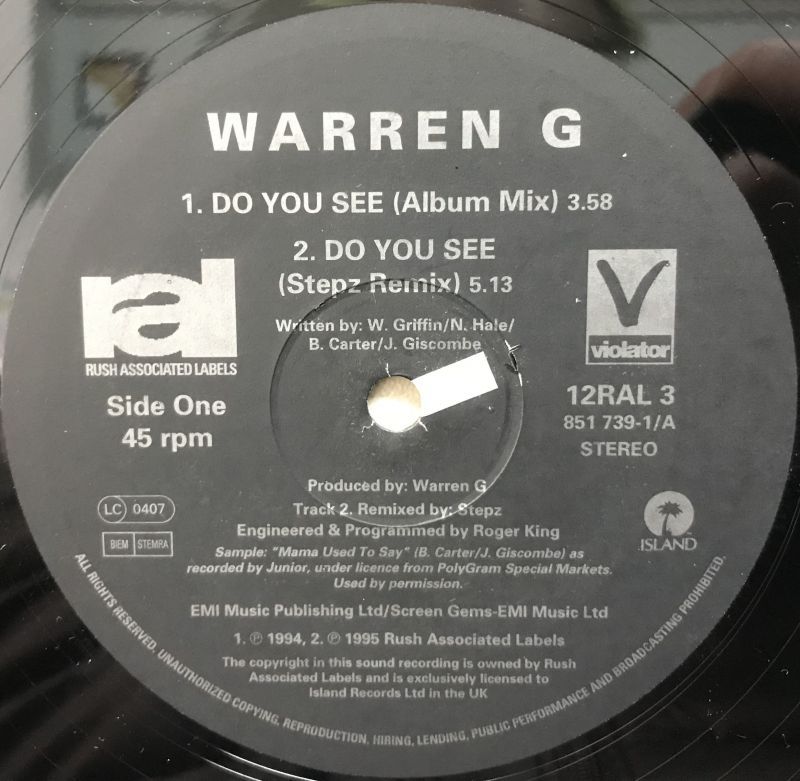 WARREN G
1. DO YOU SEE (Album Mix) 3.58
2. DO YOU SEE
(Stepz Remix) 5.13
Written by: W. Griffin/N. Hale/
B. Carter/J. Giscombe
ral
RUSH ASSOCIATED LABELS
Side One
45 rpm
V
violator
12RAL 3
851 739-1/A
STEREO
Produced by: Warren G
Track 2. Remixed by: Stepz
Engineered & Programmed by Roger King
Sample: "Mama Used To Say" (B. Carter/J. Giscombe) as
recorded by Junior, under licence from PolyGram Special Markets.
Used by permission.
LC 0407
BIEM STEMRA
ISLAND
EMI Music Publishing Ltd/Screen Gems-EMI Music Ltd
1. ℗ 1994, 2. ℗ 1995 Rush Associated Labels
The copyright in this sound recording is owned by Rush
Associated Labels and is exclusively licensed to
Island Records Ltd in the UK
ALL RIGHTS RESERVED. UNAUTHORIZED COPYING, REPRODUCTION, HIRING, LENDING, PUBLIC PERFORMANCE AND BROADCASTING PROHIBITED.